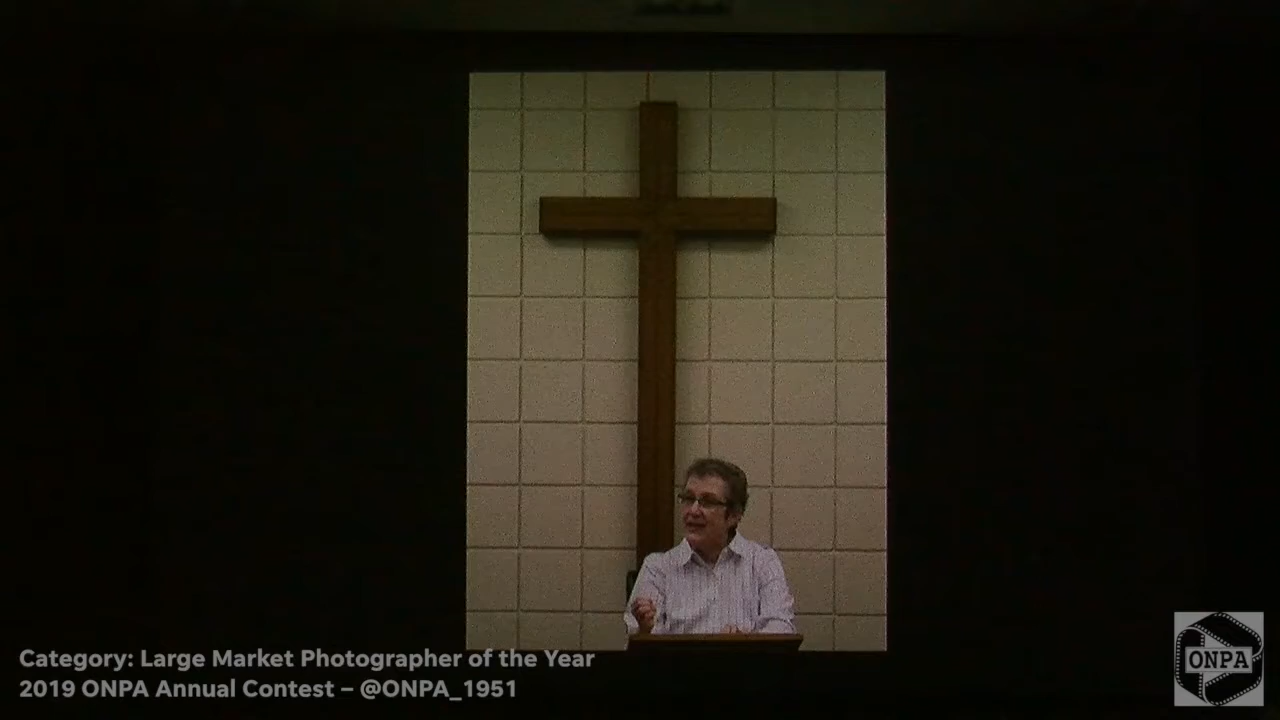 Category: Large Market Photographer of the Year
2019 ONPA Annual Contest – @ONPA_1951
ONPA